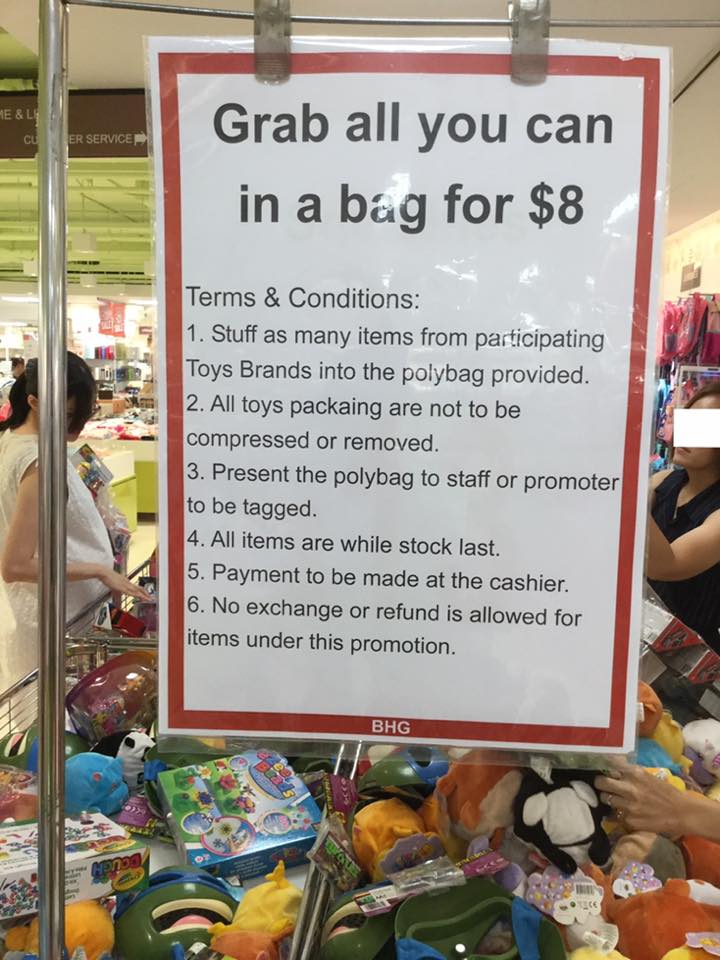 Grab all you can
in a bag for $8
Terms & Conditions:
1. Stuff as many items from participating
Toys Brands into the polybag provided.
2. All toys packaing are not to be
compressed or removed.
3. Present the polybag to staff or promoter
to be tagged.
4. All items are while stock last.
5. Payment to be made at the cashier.
6. No exchange or refund is allowed for
items under this promotion.
BHG
ER SERVICE
DOUGH